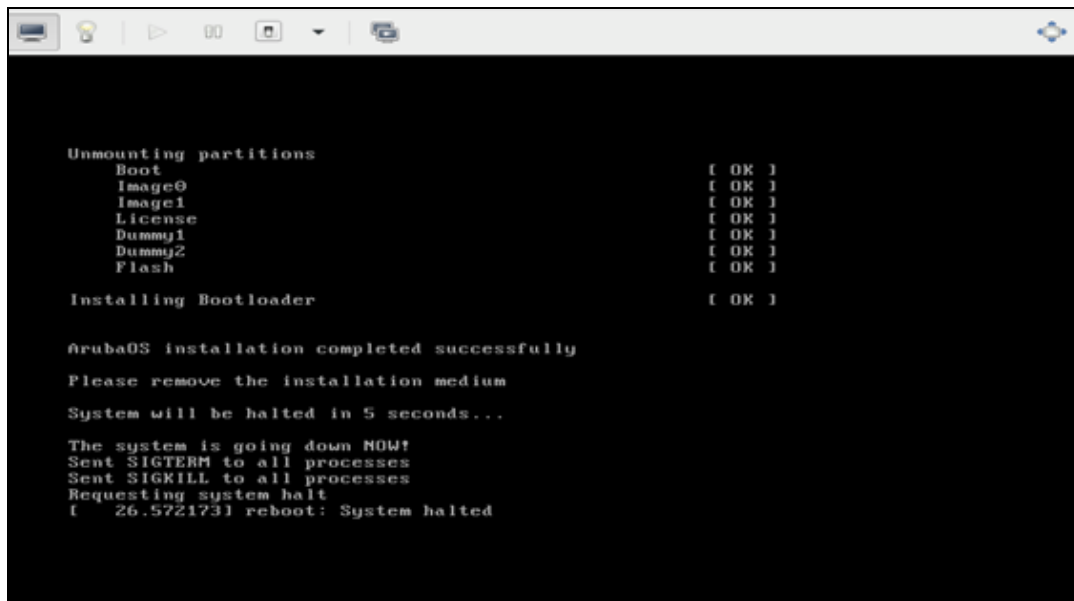 Unmounting partitions
Boot [ OK ]
Image0 [ OK ]
Image1 [ OK ]
License [ OK ]
Dummy1 [ OK ]
Dummy2 [ OK ]
Flash [ OK ]
Installing Bootloader [ OK ]
ArubaOS installation completed successfully
Please remove the installation medium
System will be halted in 5 seconds...
The system is going down NOW!
Sent SIGTERM to all processes
Sent SIGKILL to all processes
Requesting system halt
[ 26.572173] reboot: System halted